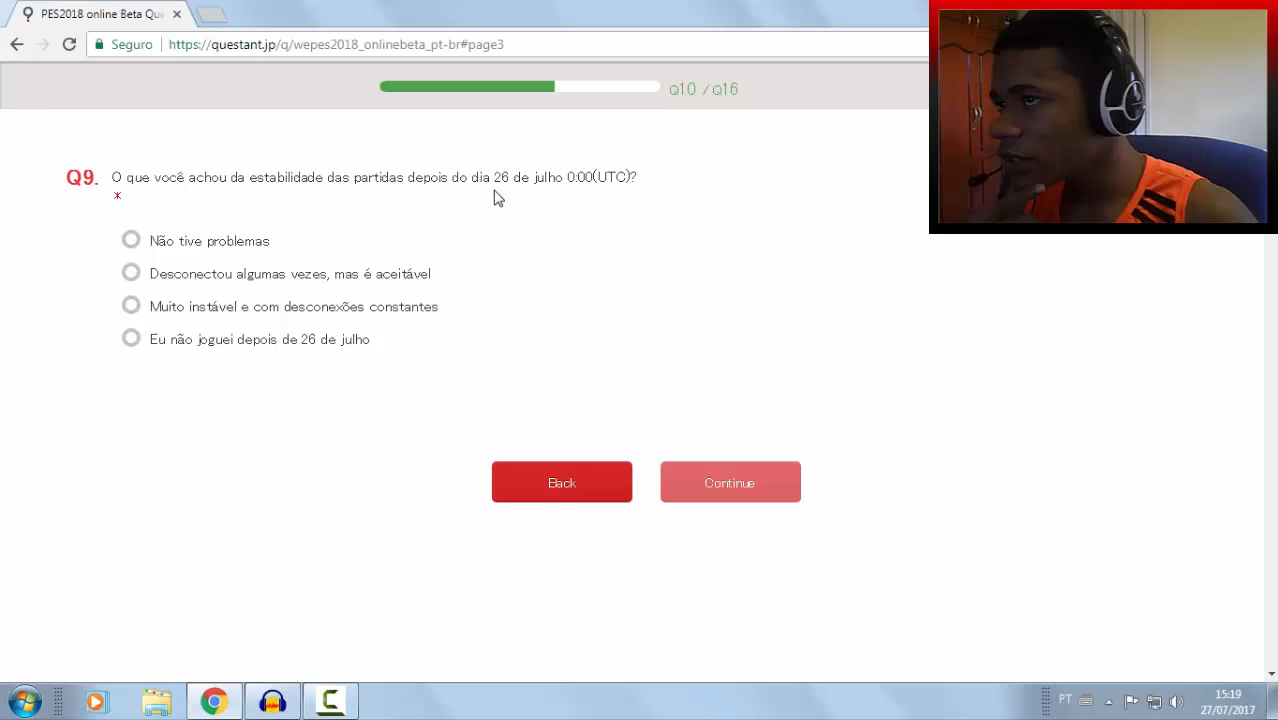 PES2018 online Beta Que
Seguro
https://questant.jp/q/wepes2018_onlinebeta_pt-br#page3
Q10 / Q16
Q9. O que você achou da estabilidade das partidas depois do dia 26 de julho 0:00(UTC)?
*
Não tive problemas
Desconectou algumas vezes, mas é aceitável
Muito instável e com desconexões constantes
Eu não joguei depois de 26 de julho
Back
Continue
PT
15:19
27/07/2017